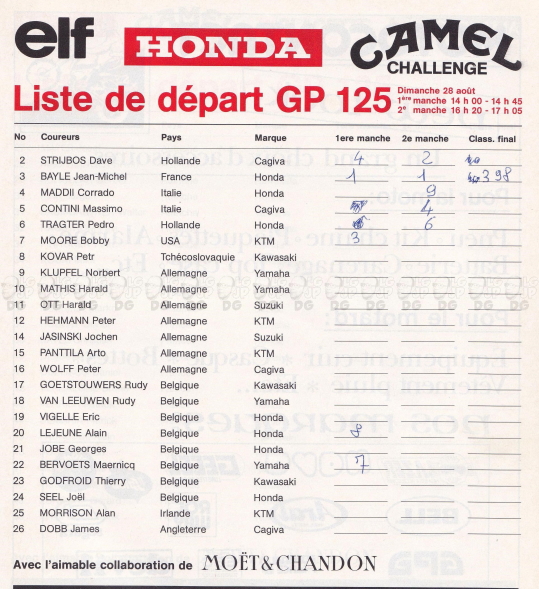 elf HONDA CAMEL CHALLENGE
Liste de départ GP 125 Dimanche 28 août
1ere manche 14 h 00 - 14 h 45
2e manche 16 h 20 - 17 h 05
No Coureurs Pays Marque 1ere manche 2e manche Class. final
2 STRIJBOS Dave Hollande Cagiva 4 2
3 BAYLE Jean-Michel France Honda 1 1 398
4 MADDII Corrado Italie Honda 9
5 CONTINI Massimo Italie Cagiva 4
6 TRAGTER Pedro Hollande Honda 6
7 MOORE Bobby USA KTM 3
8 KOVAR Petr Tchécoslovaquie Kawasaki
9 KLUPFEL Norbert Allemagne Yamaha
10 MATHIS Harald Allemagne Yamaha
11 OTT Harald Allemagne Suzuki
12 HEHMANN Peter Allemagne KTM
14 JASINSKI Jochen Allemagne Suzuki
15 PANTTILA Arto Allemagne KTM
16 WOLFF Peter Allemagne Cagiva
17 GOETSTOUWERS Rudy Belgique Kawasaki
18 VAN LEEUWEN Rudy Belgique Yamaha
19 VIGELLE Eric Belgique Honda
20 LEJEUNE Alain Belgique Honda 8
21 JOBE Georges Belgique Honda
22 BERVOETS Maernicq Belgique Yamaha 7
23 GODFROID Thierry Belgique Kawasaki
24 SEEL Joël Belgique Honda
25 MORRISON Alan Irlande KTM
26 DOBB James Angleterre Cagiva
Avec l'aimable collaboration de MOËT & CHANDON